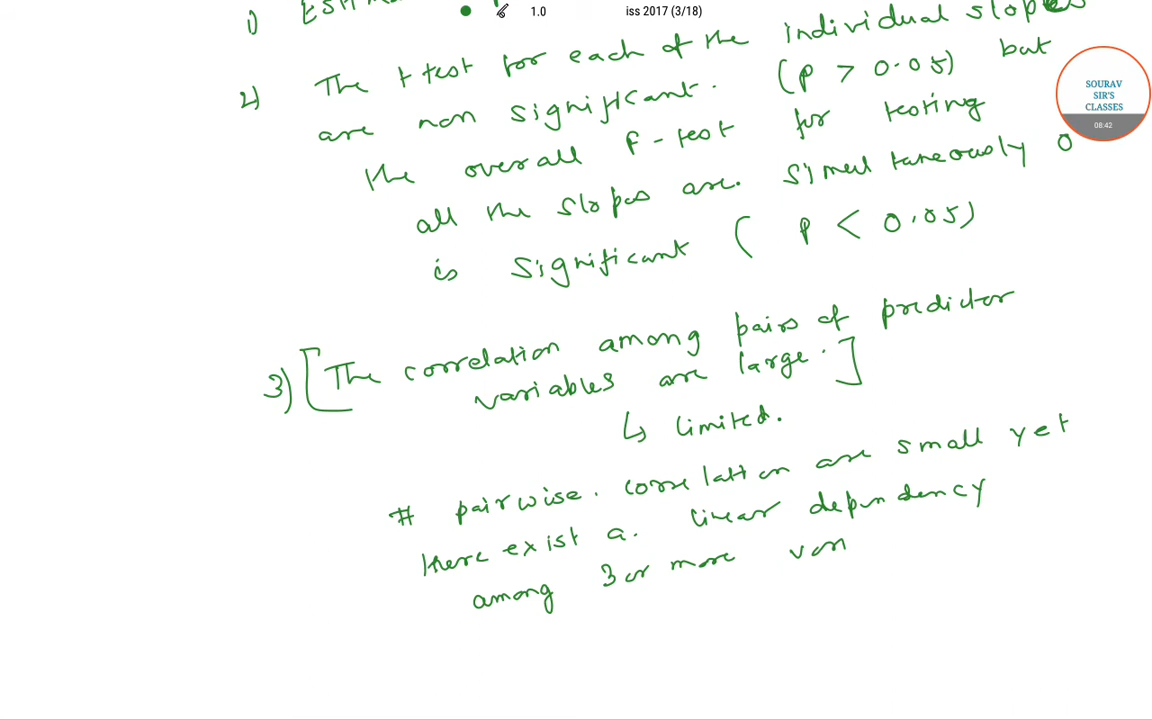 1.0
iss 2017 (3/18)
1)
4) The t test for each of the individual slopes
are non significant. (p > 0.05) but
the overall F-test for testing
all the slopes are. simultaneously 0
is significant ( p < 0.05)
3) [The correlation among pairs of predictor
variables are large.]
↳ limited.
# pairwise. correlation are small yet
there exist a. linear dependency
among 3 or more van
SOURAV
SIR'S
CLASSES
08:42